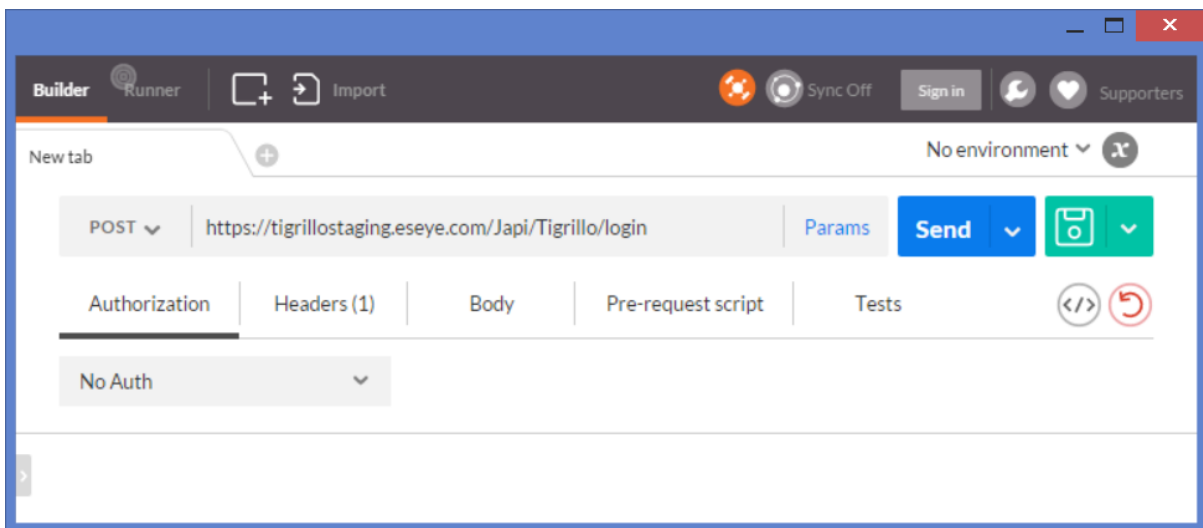 Builder Runner Import Sync Off Sign in Supporters
New tab No environment x
POST https://tigrillostaging.eseye.com/Japi/Tigrillo/login Params Send
Authorization Headers (1) Body Pre-request script Tests </>
No Auth